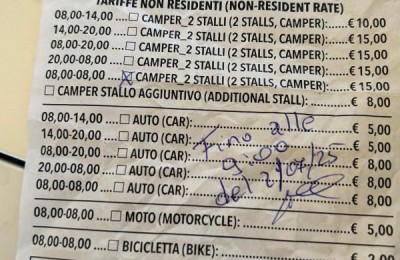 TARIFFE NON RESIDENTI (NON-RESIDENT RATE)
08,00-14,00 ....☐ CAMPER_2 STALLI (2 STALLS, CAMPER):...€ 10,00
14,00-20,00 ....☐ CAMPER_2 STALLI (2 STALLS, CAMPER):...€ 15,00
08,00-20,00 ....☐ CAMPER_2 STALLI (2 STALLS, CAMPER):...€ 15,00
20,00-08,00 ....☐ CAMPER_2 STALLI (2 STALLS, CAMPER):...€ 15,00
08,00-08,00 ....☒ CAMPER_2 STALLI (2 STALLS, CAMPER):...€ 15,00
☐ CAMPER STALLO AGGIUNTIVO (ADDITIONAL STALL): ........€ 8,00
08,00-14,00 ....☐ AUTO (CAR): ........€ 5,00
14,00-20,00 ....☐ AUTO (CAR): ........€ 5,00
08,00-20,00 ....☐ AUTO (CAR): ........€ 8,00
20,00-08,00 ....☐ AUTO (CAR): ........€ 8,00
08,00-08,00 ....☐ AUTO (CAR): ........€ 8,00
Fino alle
del 2/07/25
08,00-08,00 ....☐ MOTO (MOTORCYCLE): ........€ 5,00
08,00-08,00 ....☐ BICICLETTA (BIKE): ........€ 2,00